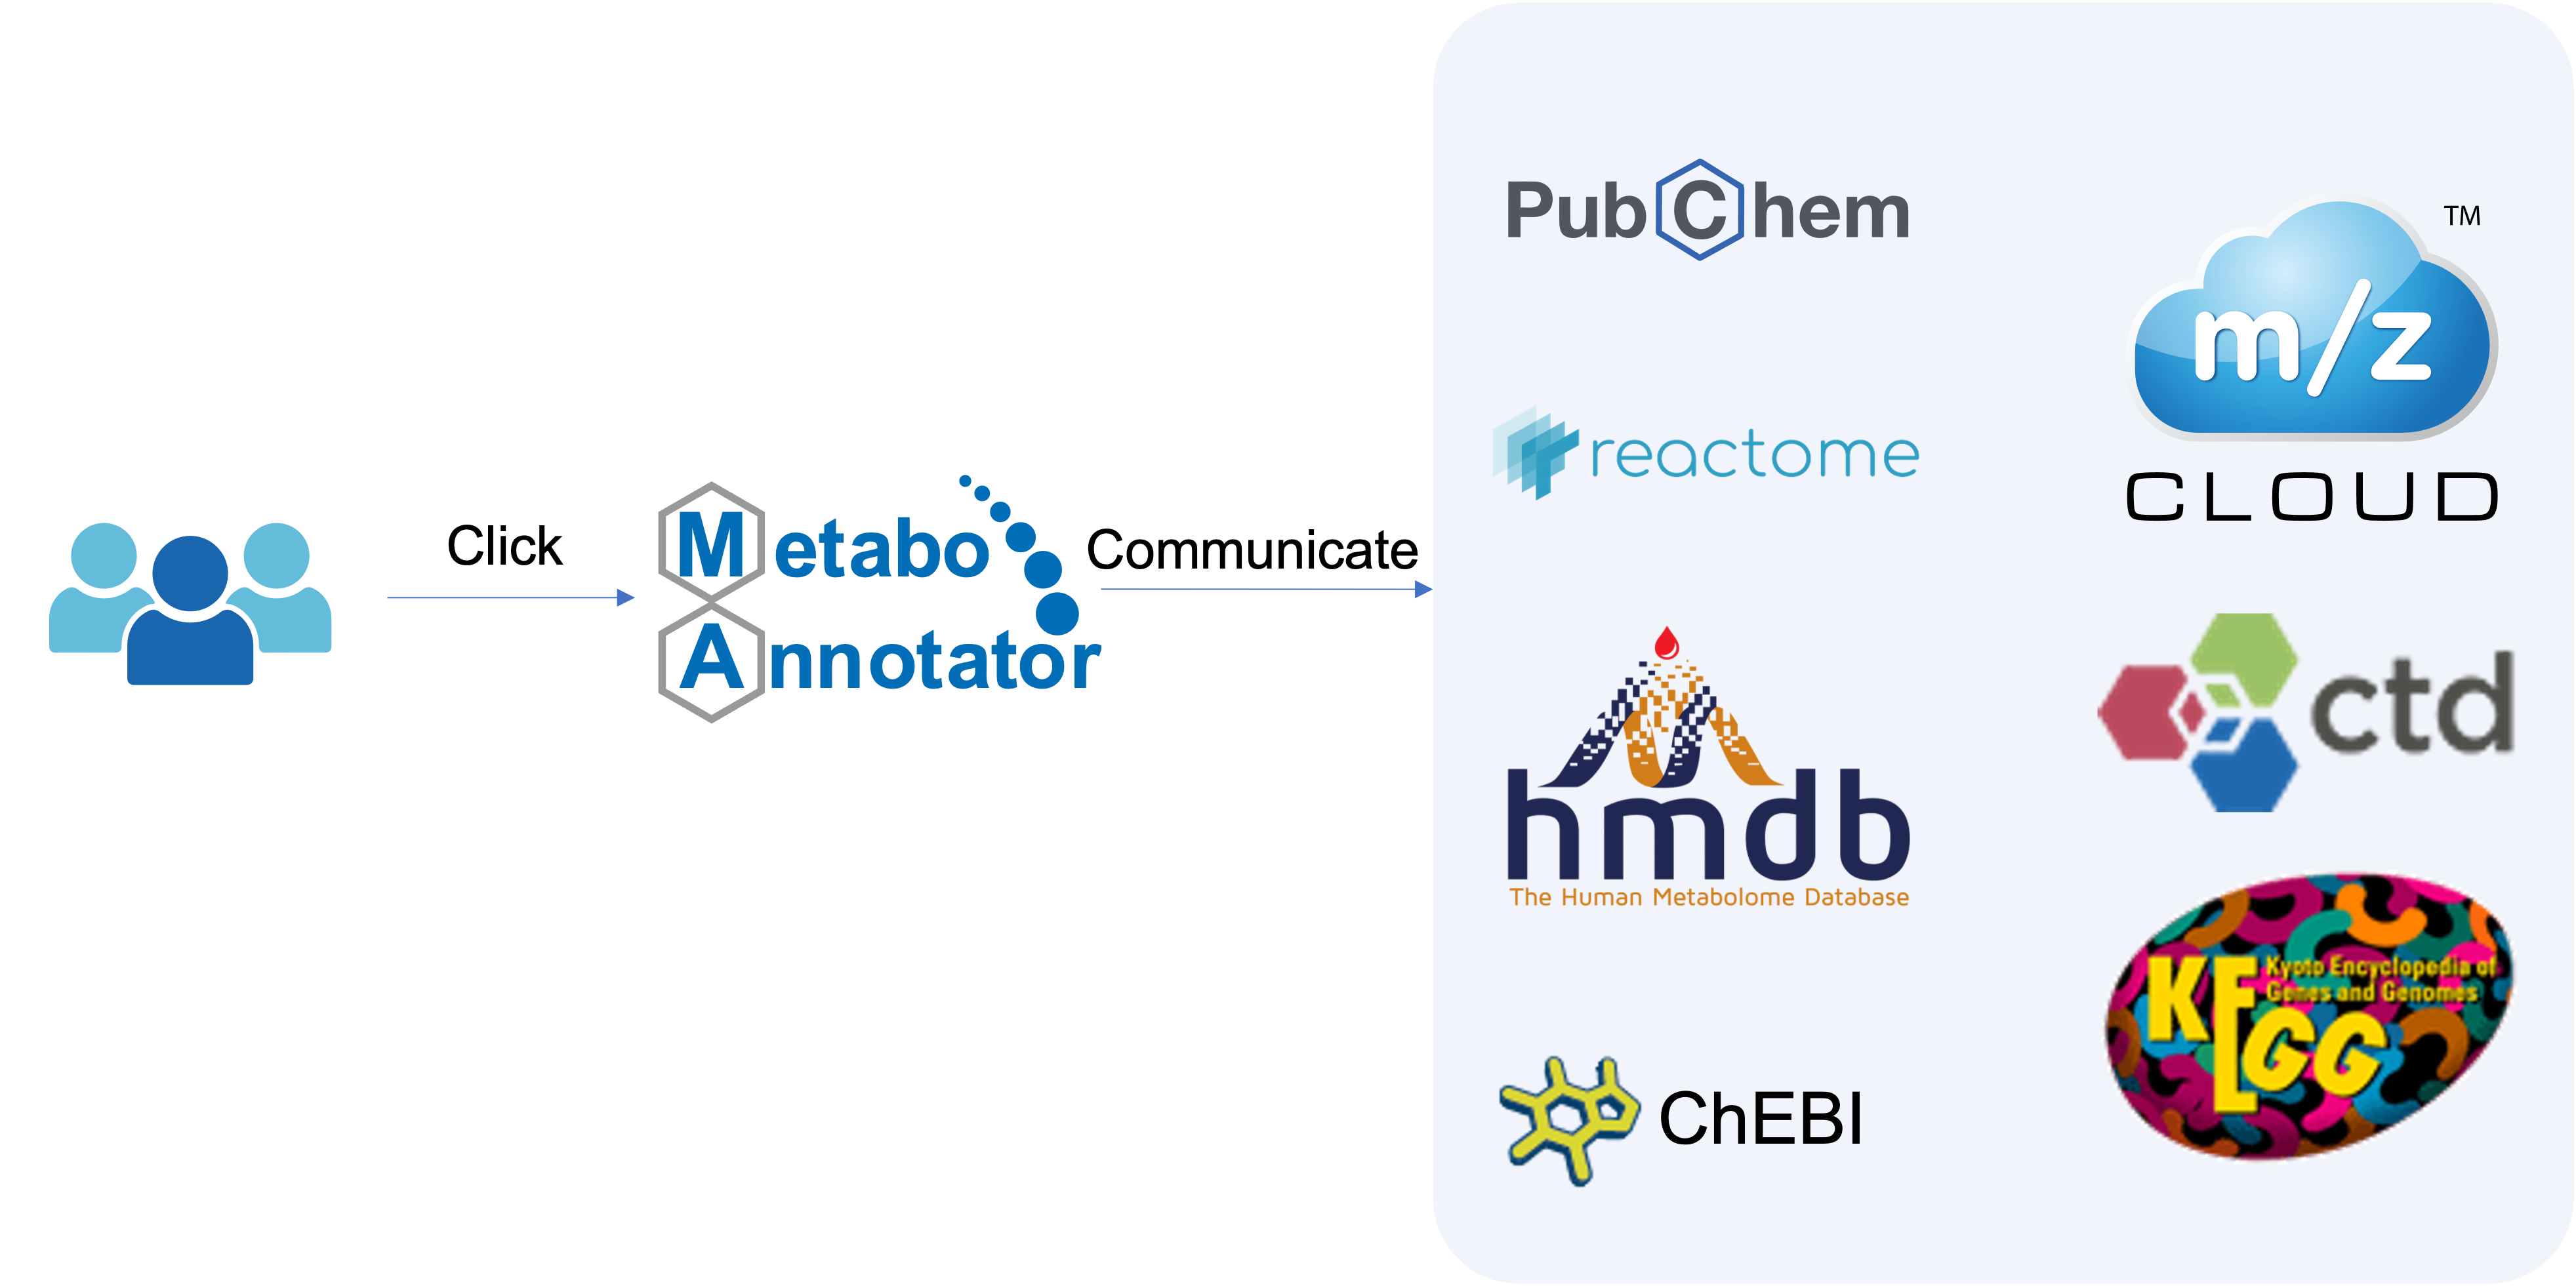 Click
Metabo
Annotator
Communicate
PubChem
reactome
hmdb
The Human Metabolome Database
ChEBI
TM
m/z
CLOUD
ctd
KEGG
Kyoto Encyclopedia of
Genes and Genomes